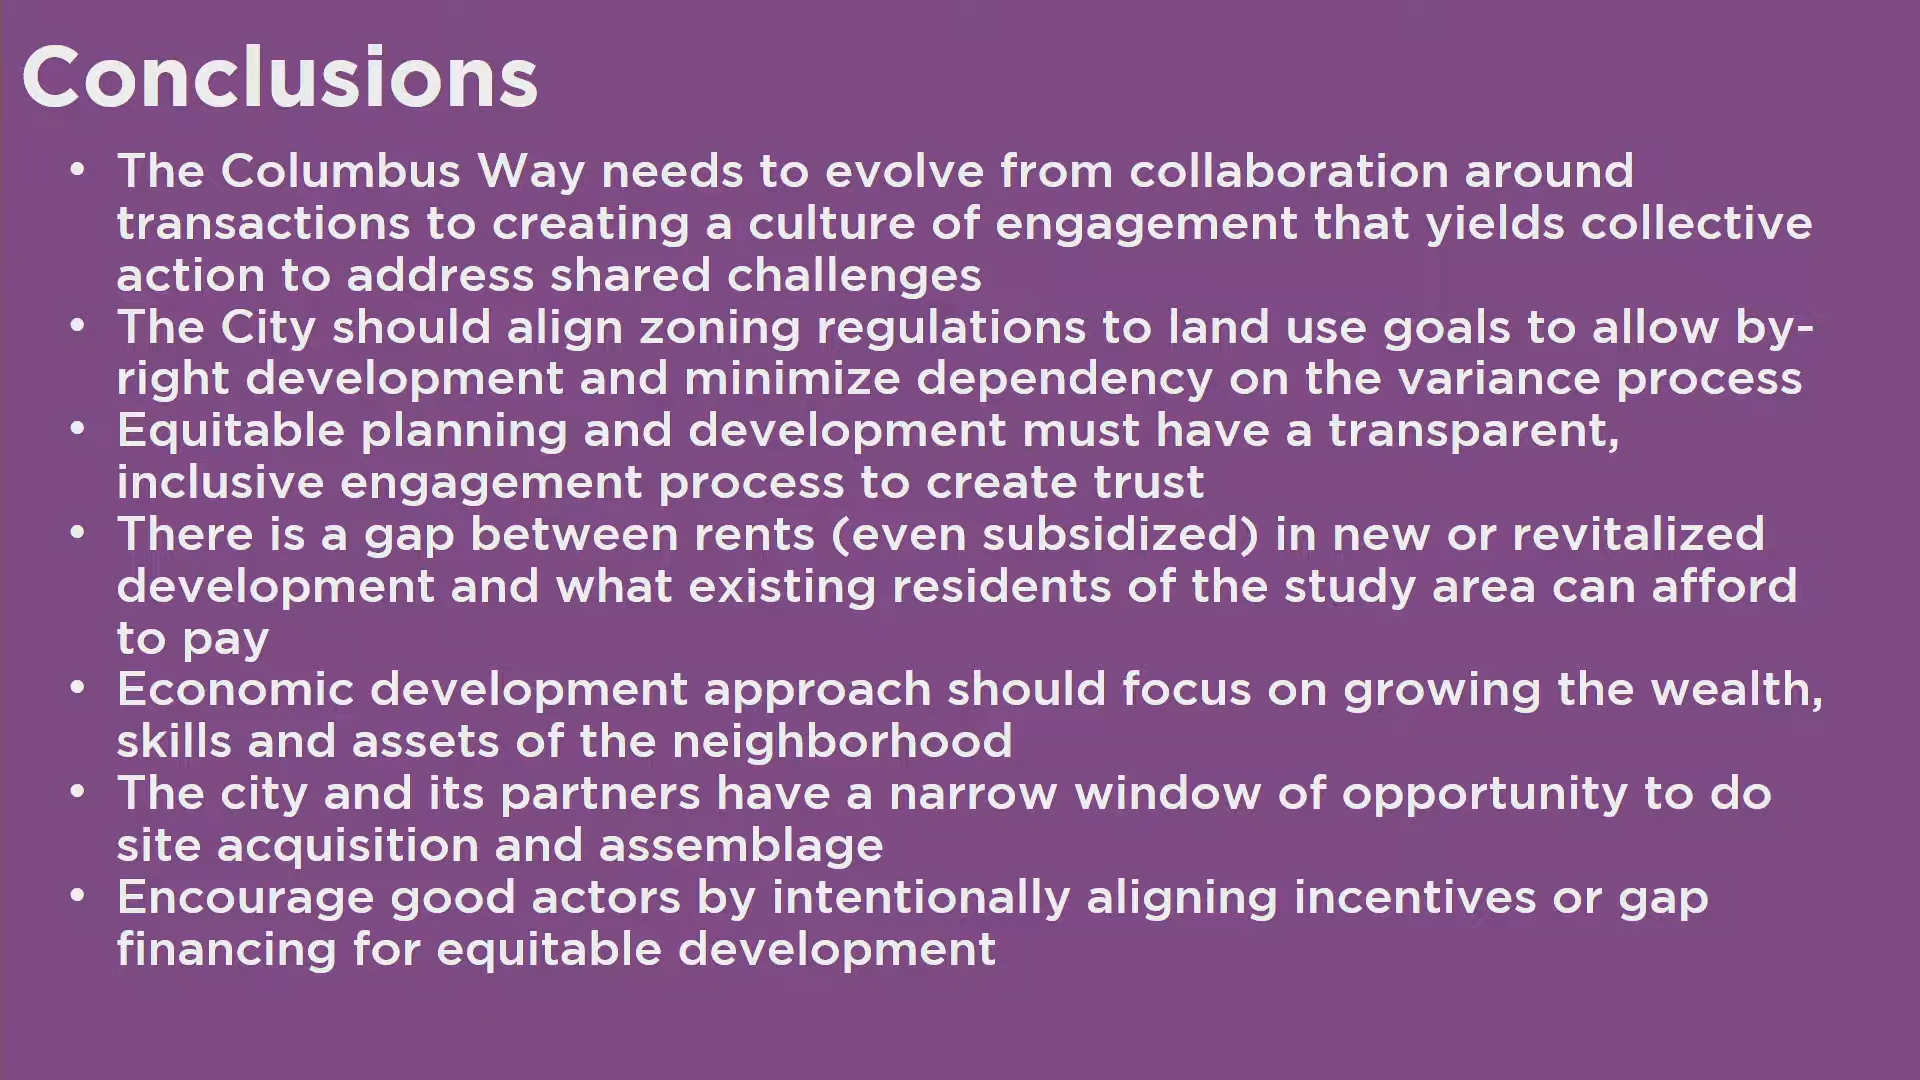 Conclusions
• The Columbus Way needs to evolve from collaboration around
transactions to creating a culture of engagement that yields collective
action to address shared challenges
• The City should align zoning regulations to land use goals to allow by-
right development and minimize dependency on the variance process
• Equitable planning and development must have a transparent,
inclusive engagement process to create trust
• There is a gap between rents (even subsidized) in new or revitalized
development and what existing residents of the study area can afford
to pay
• Economic development approach should focus on growing the wealth,
skills and assets of the neighborhood
• The city and its partners have a narrow window of opportunity to do
site acquisition and assemblage
• Encourage good actors by intentionally aligning incentives or gap
financing for equitable development